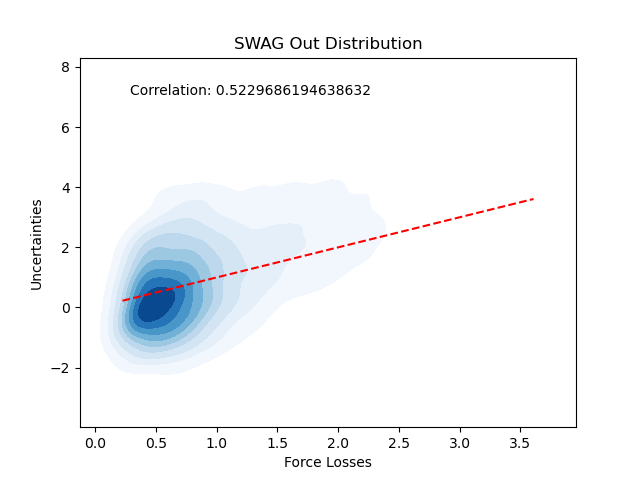 SWAG Out Distribution
Correlation: 0.5229686194638632
8
6
4
2
0
−2
Uncertainties
0.0 0.5 1.0 1.5 2.0 2.5 3.0 3.5
Force Losses